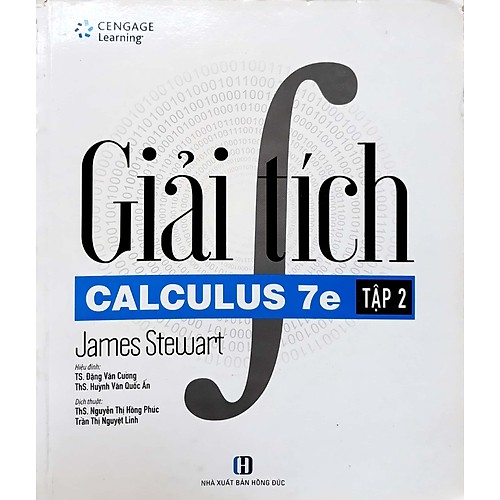 CENGAGE
Learning
Giải tích
CALCULUS 7e TẬP 2
James Stewart
Hiệu đính:
TS. Đặng Văn Cường
ThS. Huỳnh Văn Quốc Ấn
Dịch thuật:
ThS. Nguyễn Thị Hồng Phúc
Trần Thị Nguyệt Linh
NHÀ XUẤT BẢN HỒNG ĐỨC